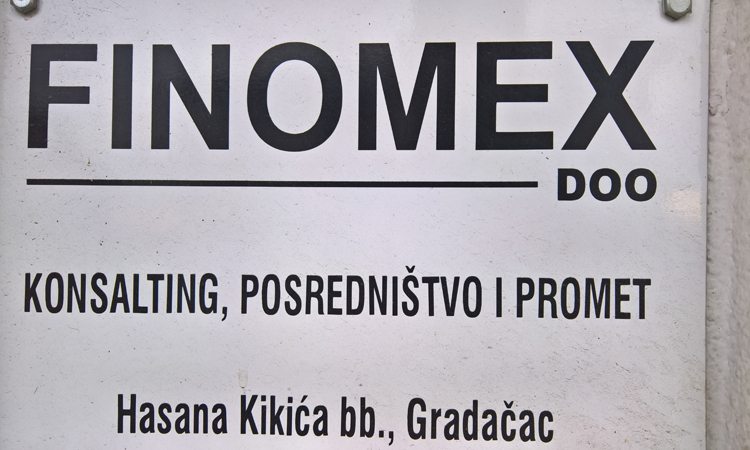 FINOMEX
DOO
KONSALTING, POSREDNIŠTVO I PROMET
Hasana Kikića bb., Gradačac